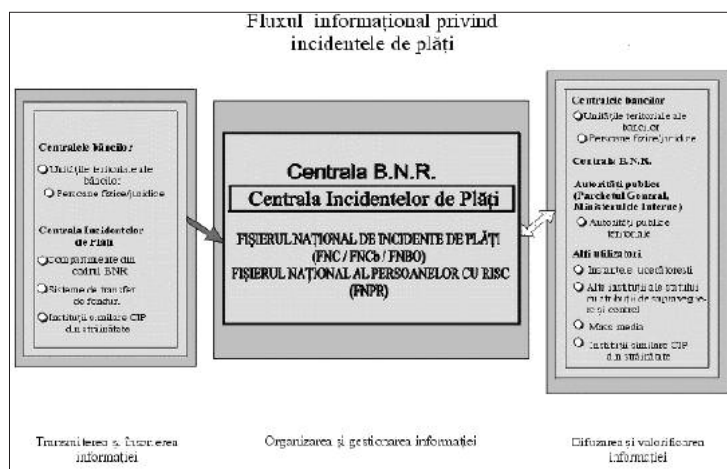 Fluxul informațional privind
incidentele de plăți
Centralele băncilor
Unitățile teritoriale ale
băncilor
Persoane fizice/juridice
Centrala Incidentelor
de Plăți
Compartimente din
cadrul BNR
Sisteme de transfer
de fonduri
Instituții similare CIP
din străinătate
Centrala B.N.R.
Centrala Incidentelor de Plăți
FIȘIERUL NAȚIONAL DE INCIDENTE DE PLĂȚI
(FNC / FNCb / FNBO)
FIȘIERUL NAȚIONAL AL PERSOANELOR CU RISC
(FNPR)
Centralele băncilor
Unitățile teritoriale ale
băncilor
Persoane fizice/juridice
Centrala B.N.R.
Autorități publice
(Parchetul General,
Ministerul de Interne)
Autorități publice
teritoriale
Alți utilizatori
Instanțele judecătorești
Alte instituții ale statului
cu atribuții de supraveghe-
re și control
Mass media
Instituții similare CIP
din străinătate
Transmiterea și înscrierea
informației
Organizarea și gestionarea informației
Difuzarea și valorificarea
informației